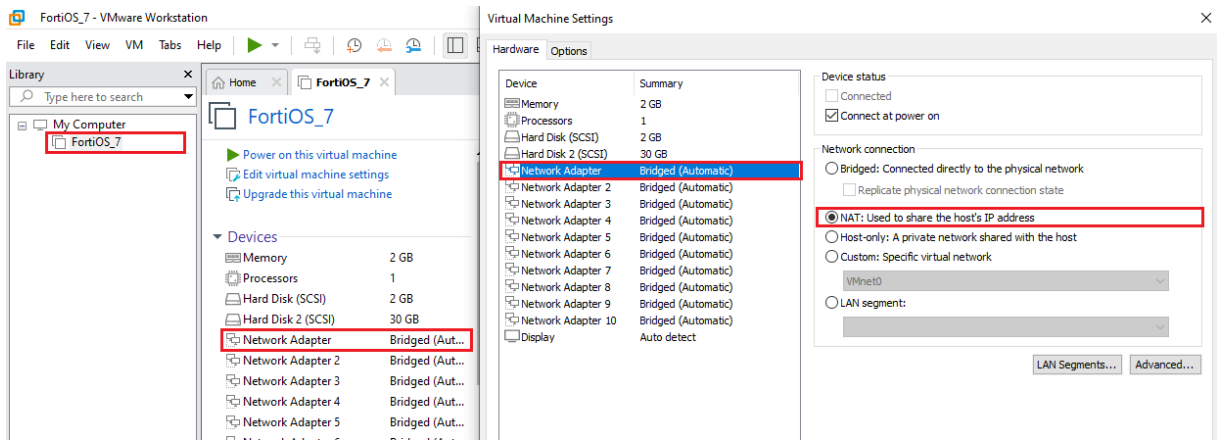 FortiOS_7 - VMware Workstation
File Edit View VM Tabs Help
Library
Type here to search
My Computer
FortiOS_7
Home
FortiOS_7
FortiOS_7
Power on this virtual machine
Edit virtual machine settings
Upgrade this virtual machine
Devices
Memory 2 GB
Processors 1
Hard Disk (SCSI) 2 GB
Hard Disk 2 (SCSI) 30 GB
Network Adapter Bridged (Aut...
Network Adapter 2 Bridged (Aut...
Network Adapter 3 Bridged (Aut...
Network Adapter 4 Bridged (Aut...
Network Adapter 5 Bridged (Aut...
Virtual Machine Settings
Hardware Options
Device Summary
Memory 2 GB
Processors 1
Hard Disk (SCSI) 2 GB
Hard Disk 2 (SCSI) 30 GB
Network Adapter Bridged (Automatic)
Network Adapter 2 Bridged (Automatic)
Network Adapter 3 Bridged (Automatic)
Network Adapter 4 Bridged (Automatic)
Network Adapter 5 Bridged (Automatic)
Network Adapter 6 Bridged (Automatic)
Network Adapter 7 Bridged (Automatic)
Network Adapter 8 Bridged (Automatic)
Network Adapter 9 Bridged (Automatic)
Network Adapter 10 Bridged (Automatic)
Display Auto detect
Device status
Connected
Connect at power on
Network connection
Bridged: Connected directly to the physical network
Replicate physical network connection state
NAT: Used to share the host's IP address
Host-only: A private network shared with the host
Custom: Specific virtual network
VMnet0
LAN segment:
LAN Segments... Advanced...